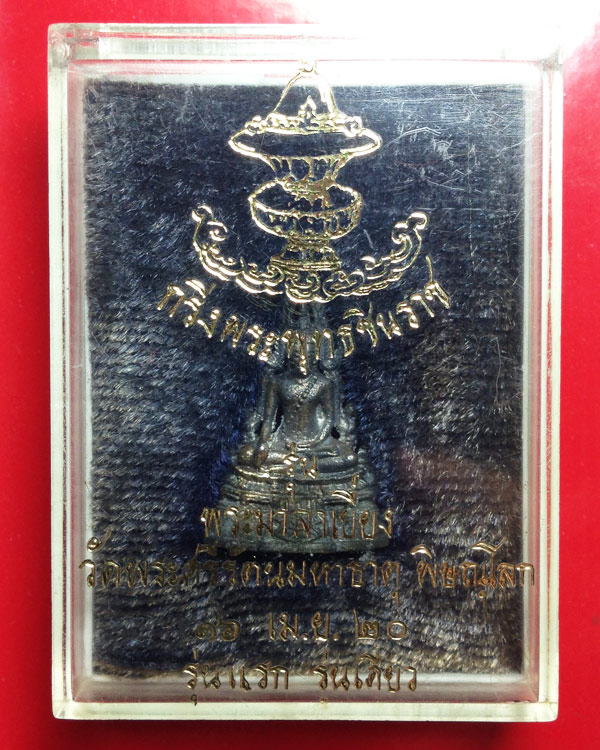 กริ่งพระพุทธชินราช
รุ่น
พระมาลาเบี่ยง
วัดพระศรีรัตนมหาธาตุ พิษณุโลก
๑๖ เม.ย. ๒๐
รุ่นแรก รุ่นเดียว